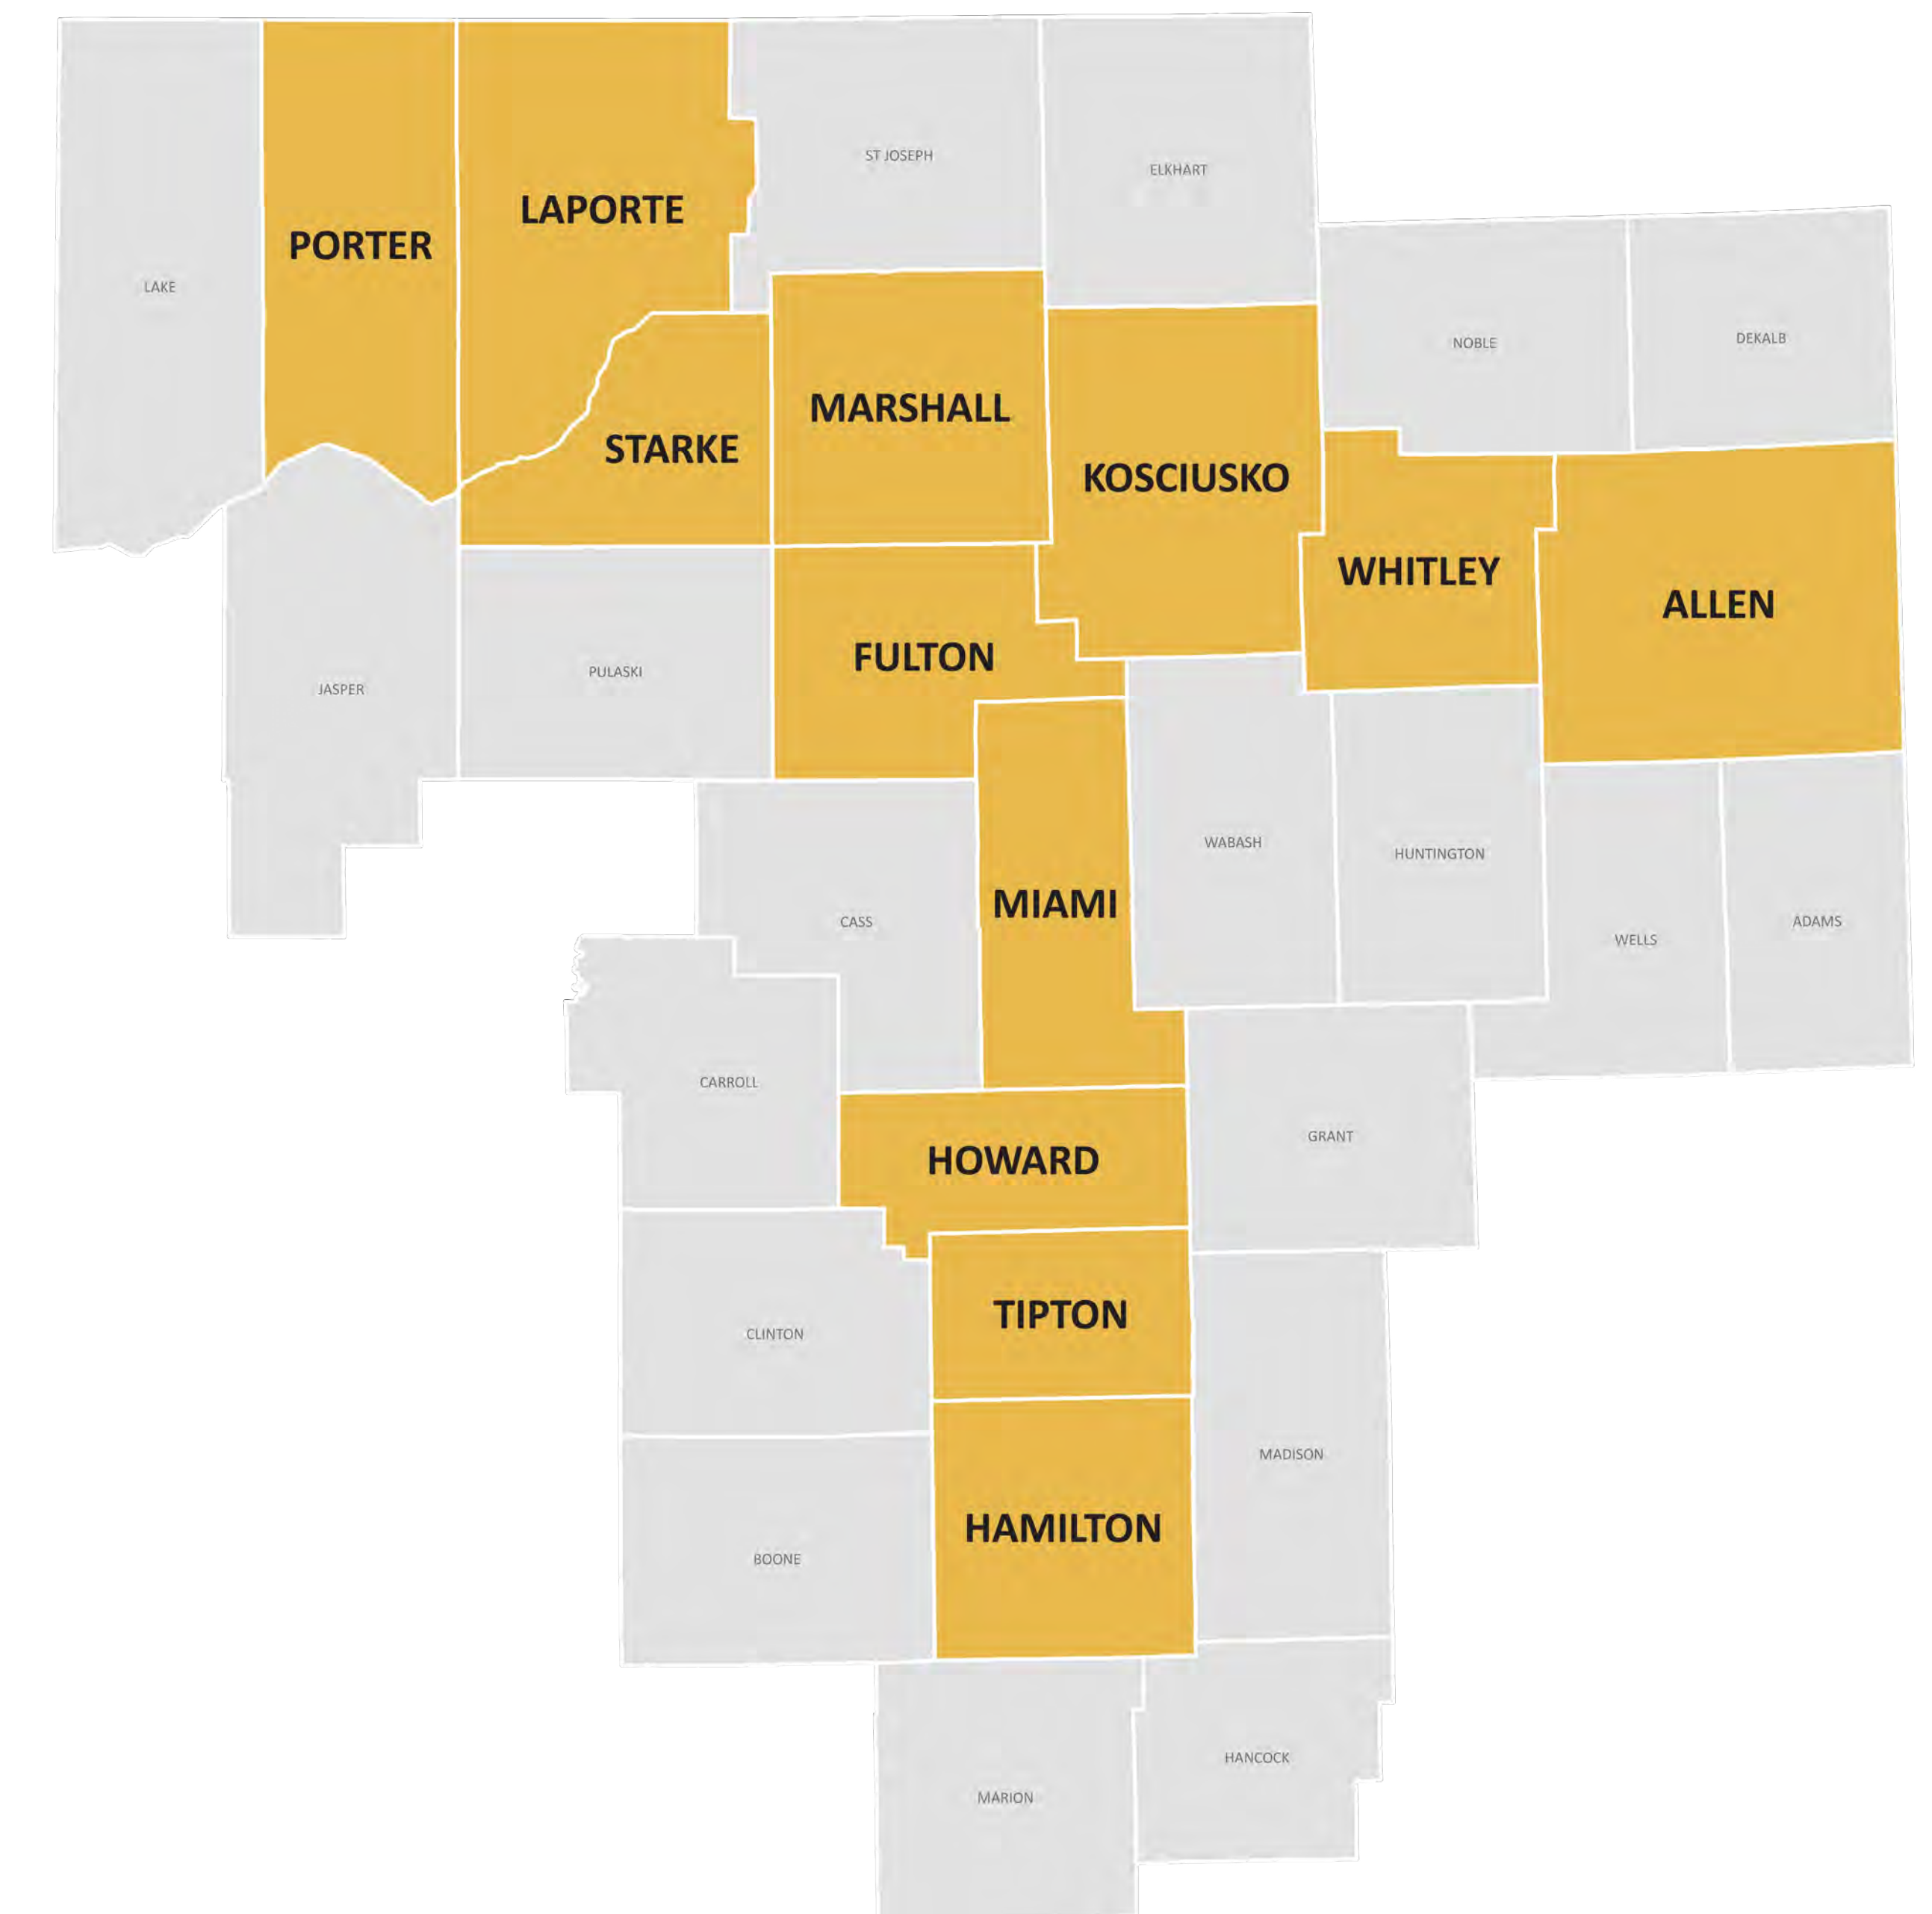 ST JOSEPH
ELKHART
LAPORTE
PORTER
LAKE
NOBLE
DEKALB
MARSHALL
STARKE
KOSCIUSKO
WHITLEY
ALLEN
FULTON
PULASKI
JASPER
WABASH
HUNTINGTON
MIAMI
CASS
ADAMS
WELLS
CARROLL
GRANT
HOWARD
TIPTON
CLINTON
MADISON
HAMILTON
BOONE
HANCOCK
MARION